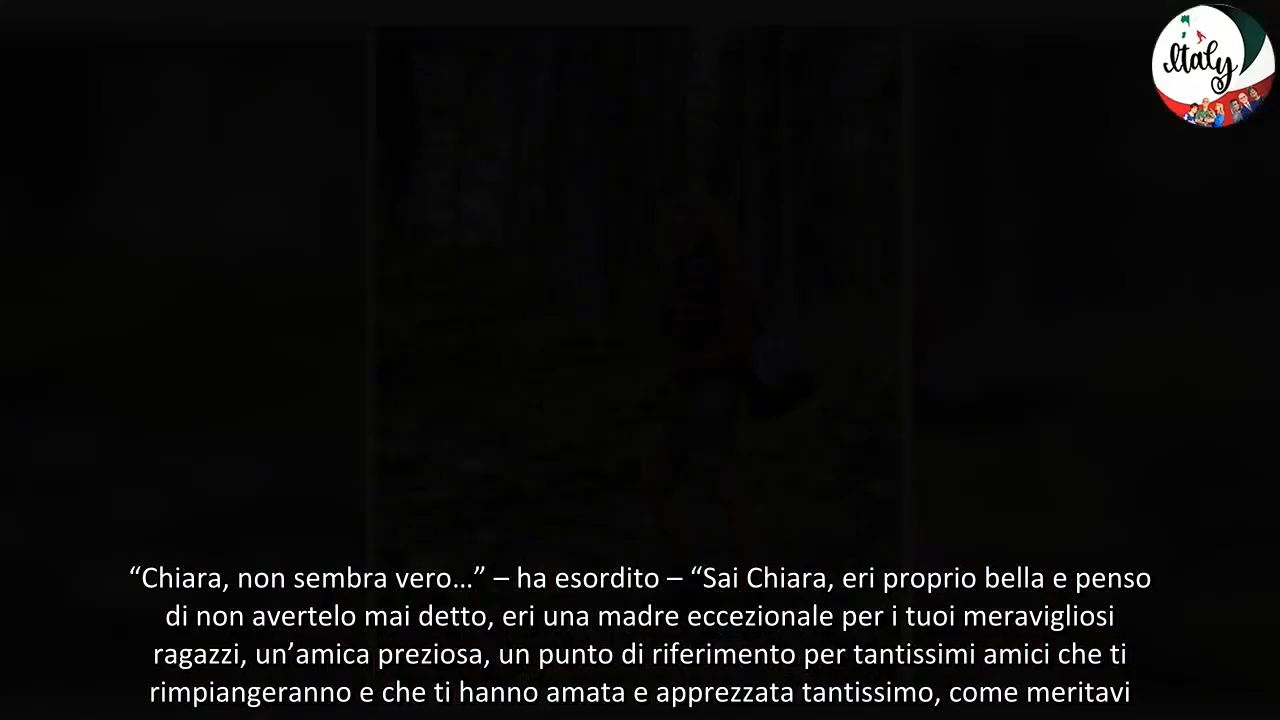 Italy
“Chiara, non sembra vero…” – ha esordito – “Sai Chiara, eri proprio bella e penso
di non avertelo mai detto, eri una madre eccezionale per i tuoi meravigliosi
ragazzi, un’amica preziosa, un punto di riferimento per tantissimi amici che ti
rimpiangeranno e che ti hanno amata e apprezzata tantissimo, come meritavi